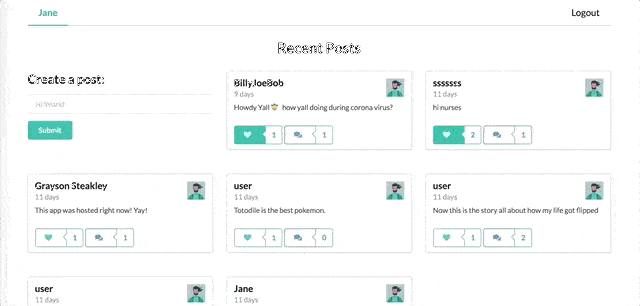 Jane
Logout
Recent Posts
Create a post:
Hi World!
Submit
BillyJoeBob
9 days
Howdy Yall 🤠 how yall doing during corona virus?
1
1
sssssss
11 days
hi nurses
2
1
Grayson Steakley
11 days
This app was hosted right now! Yay!
1
1
user
11 days
Totodile is the best pokemon.
1
0
user
11 days
Now this is the story all about how my life got flipped
1
2
user
11 days
Jane
11 days